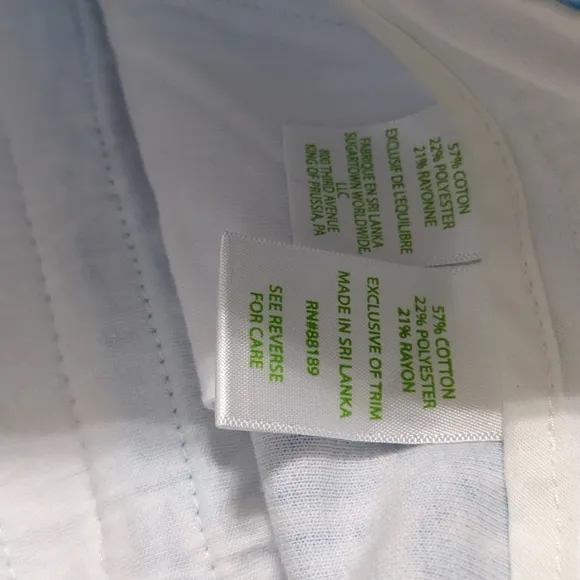 57% COTON
22% POLYESTER
21% RAYONNE
EXCLUSIF DE L'EQUILIBRE
FABRIQUE EN SRI LANKA
SUGARTOWN WORLDWIDE
LLC
800 THIRD AVENUE
KING OF PRUSSIA, PA
57% COTTON
22% POLYESTER
21% RAYON
EXCLUSIVE OF TRIM
MADE IN SRI LANKA
RN#88189
SEE REVERSE
FOR CARE